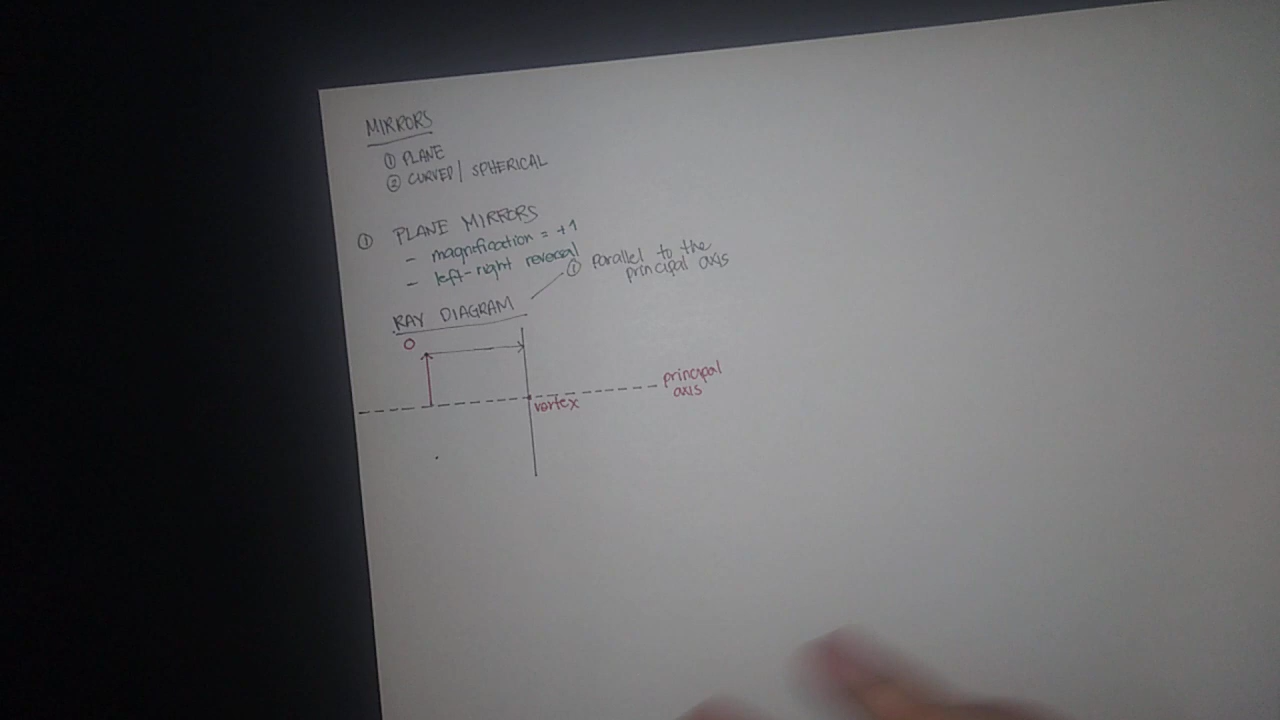 MIRRORS
① PLANE
② CURVED / SPHERICAL
① PLANE MIRRORS
- magnification = +1
- left-right reversal
RAY DIAGRAM
① parallel to the
principal axis
O
vertex
principal
axis